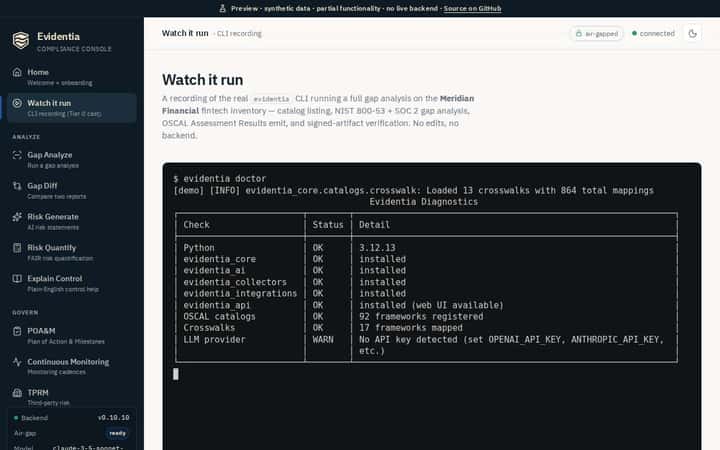 Preview · synthetic data · partial functionality · no live backend · Source on GitHub
Evidentia
COMPLIANCE CONSOLE
Home
Welcome + onboarding
Watch it run
CLI recording (Tier 0 cast)
ANALYZE
Gap Analyze
Run a gap analysis
Gap Diff
Compare two reports
Risk Generate
AI risk statements
Risk Quantify
FAIR risk quantification
Explain Control
Plain-English control help
GOVERN
POA&M
Plan of Action & Milestones
Continuous Monitoring
Monitoring cadences
TPRM
Third-party risk
Backend v0.10.10
Air-gap ready
Model claude-3-5-sonnet-
Watch it run · CLI recording
air-gapped
connected
Watch it run
A recording of the real evidentia CLI running a full gap analysis on the Meridian
Financial fintech inventory — catalog listing, NIST 800-53 + SOC 2 gap analysis,
OSCAL Assessment Results emit, and signed-artifact verification. No edits, no
backend.
$ evidentia doctor
[demo] [INFO] evidentia_core.catalogs.crosswalk: Loaded 13 crosswalks with 864 total mappings
Evidentia Diagnostics
Check Status Detail
Python OK 3.12.13
evidentia_core OK installed
evidentia_ai OK installed
evidentia_collectors OK installed
evidentia_integrations OK installed
evidentia_api OK installed (web UI available)
OSCAL catalogs OK 92 frameworks registered
Crosswalks OK 17 frameworks mapped
LLM provider WARN No API key detected (set OPENAI_API_KEY, ANTHROPIC_API_KEY,
etc.)